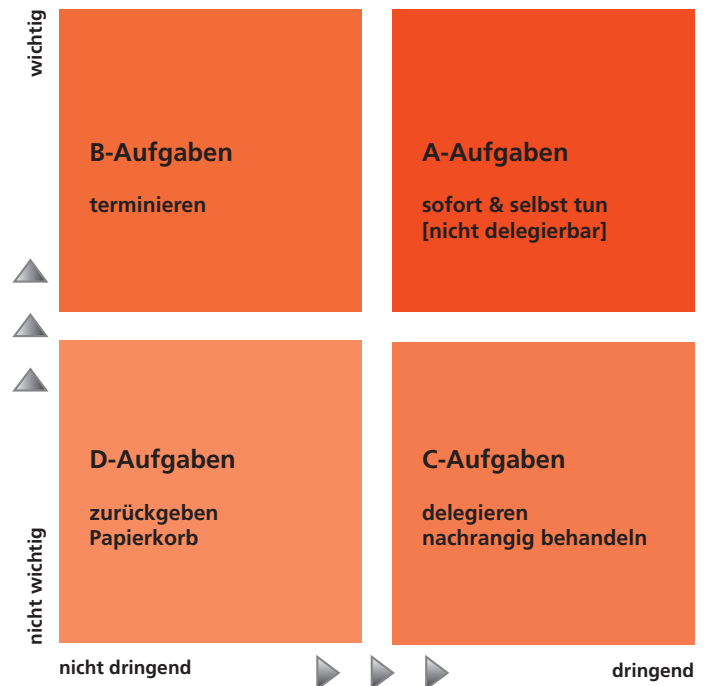 wichtig
B-Aufgaben
terminieren
A-Aufgaben
sofort & selbst tun
[nicht delegierbar]
D-Aufgaben
zurückgeben
Papierkorb
C-Aufgaben
delegieren
nachrangig behandeln
nicht wichtig
nicht dringend
dringend